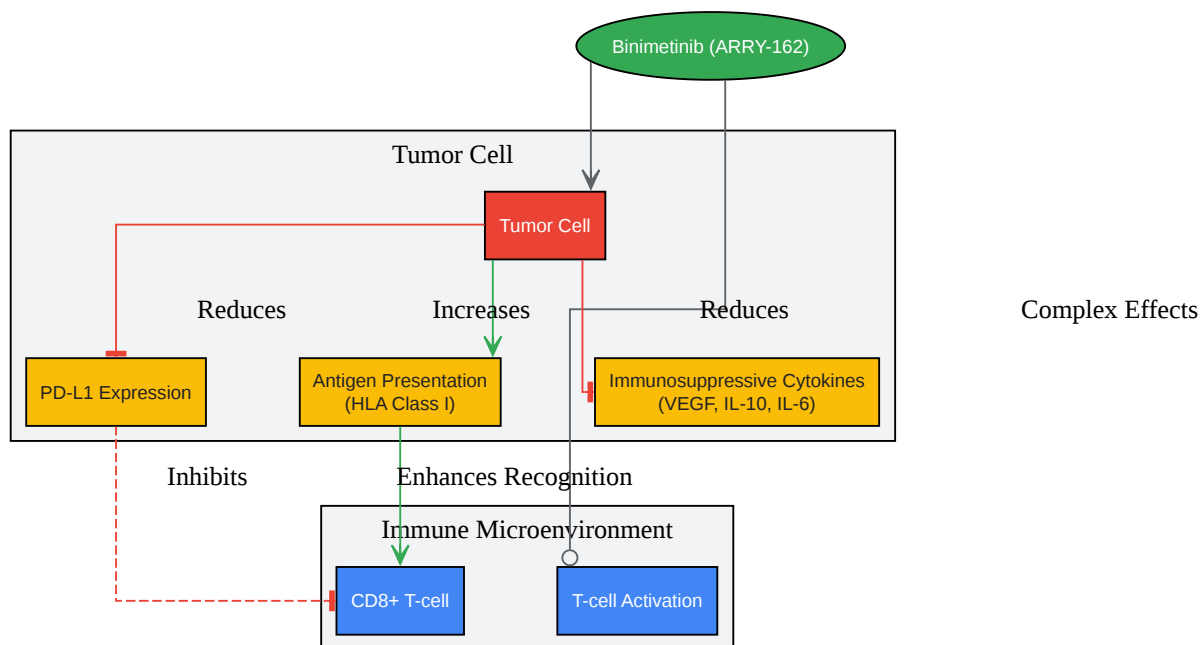 Binimetinib (ARRY-162)
Tumor Cell
Tumor Cell
Reduces
Increases
Reduces
Complex Effects
PD-L1 Expression
Antigen Presentation
(HLA Class I)
Immunosuppressive Cytokines
(VEGF, IL-10, IL-6)
Inhibits
Enhances Recognition
Immune Microenvironment
CD8+ T-cell
T-cell Activation